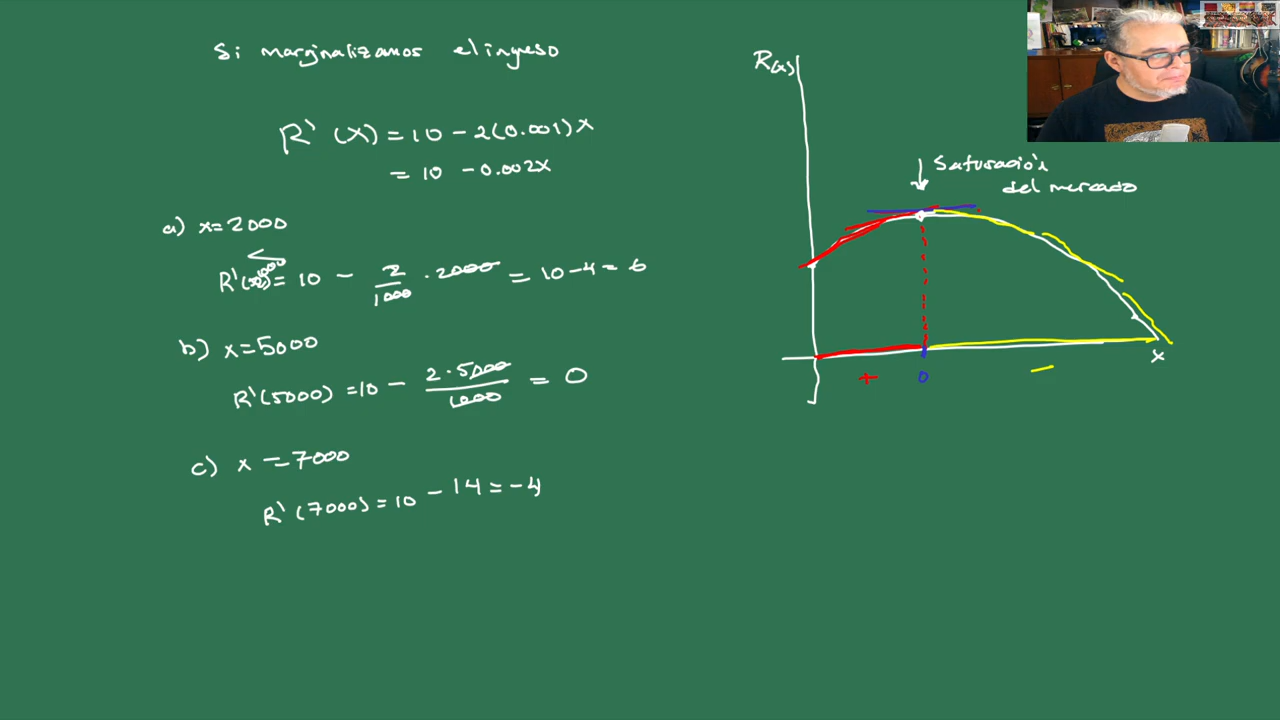 Si marginalizamos el ingreso
R'(x) = 10 - 2(0.001)x
= 10 - 0.002x
a) x=2000
R'(2000) = 10 - 2/1000 · 2000 = 10-4 = 6
b) x=5000
R'(5000) = 10 - 2·5000/1000 = 0
c) x = 7000
R'(7000) = 10 - 14 = -4
R(x)
Saturación
del mercado
x
+ 0 -